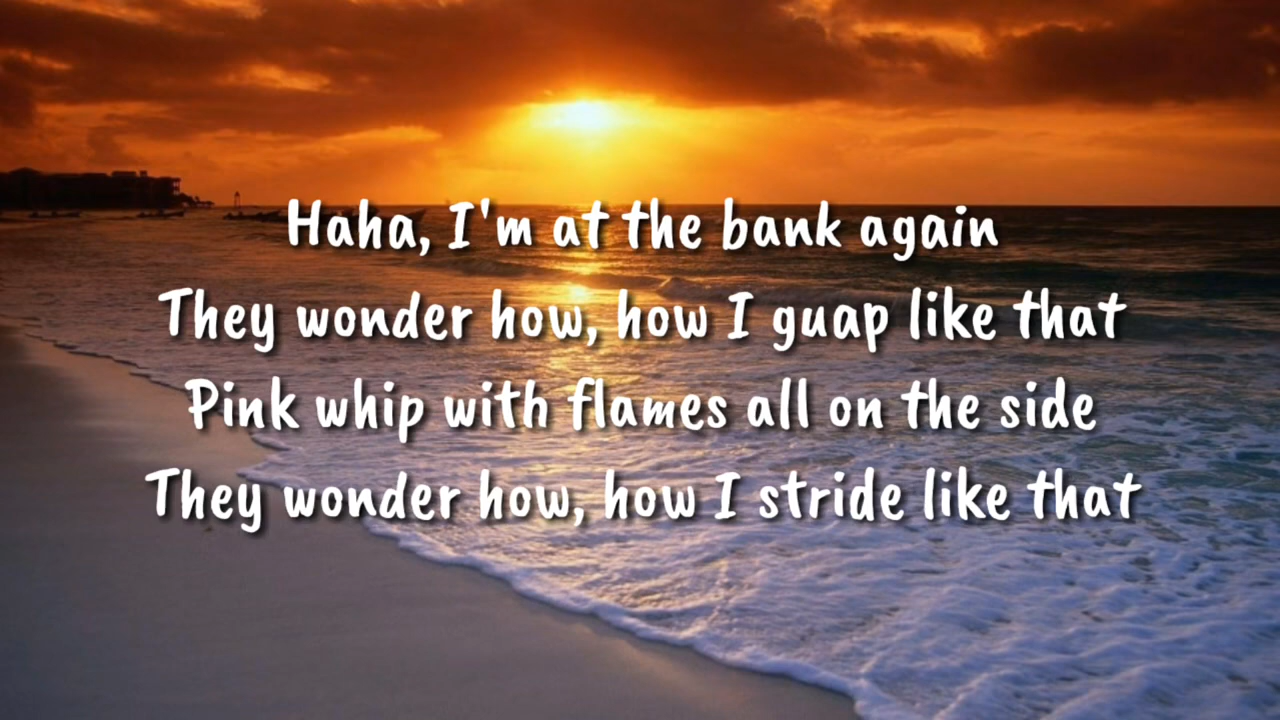 Haha, I'm at the bank again
They wonder how, how I guap like that
Pink whip with flames all on the side
They wonder how, how I stride like that